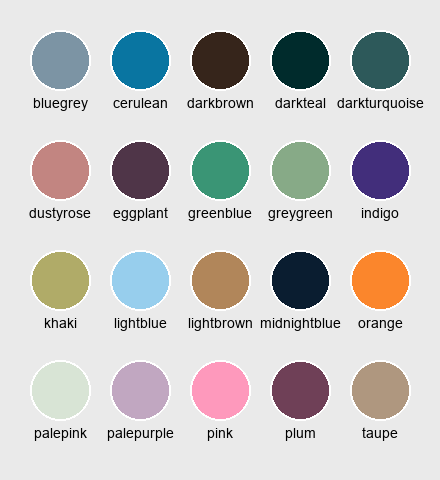 bluegrey cerulean darkbrown darkteal darkturquoise
dustyrose eggplant greenblue greygreen indigo
khaki lightblue lightbrown midnightblue orange
palepink palepurple pink plum taupe